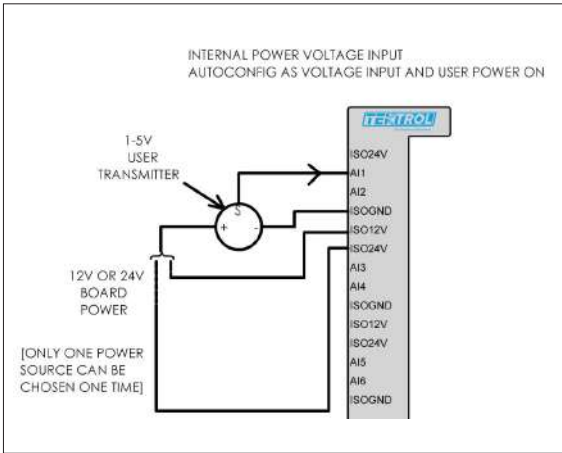 INTERNAL POWER VOLTAGE INPUT
AUTOCONFIG AS VOLTAGE INPUT AND USER POWER ON
TEKTROL
1-5V
USER
TRANSMITTER
S
+
-
12V OR 24V
BOARD
POWER
[ONLY ONE POWER
SOURCE CAN BE
CHOSEN ONE TIME]
ISO24V
AI1
AI2
ISOGND
ISO12V
ISO24V
AI3
AI4
ISOGND
ISO12V
ISO24V
AI5
AI6
ISOGND